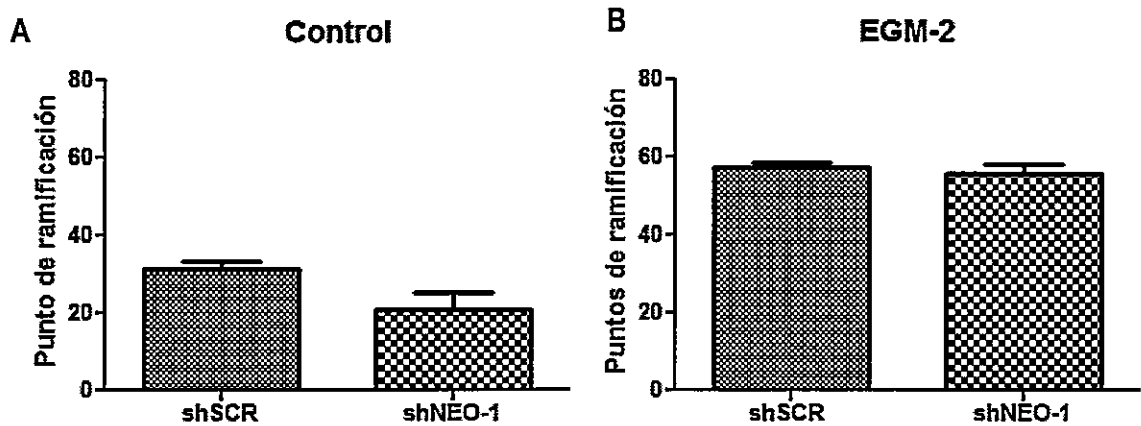 A
Control
Punto de ramificación
80
60
40
20
0
shSCR
shNEO-1
B
EGM-2
Puntos de ramificación
80
60
40
20
0
shSCR
shNEO-1